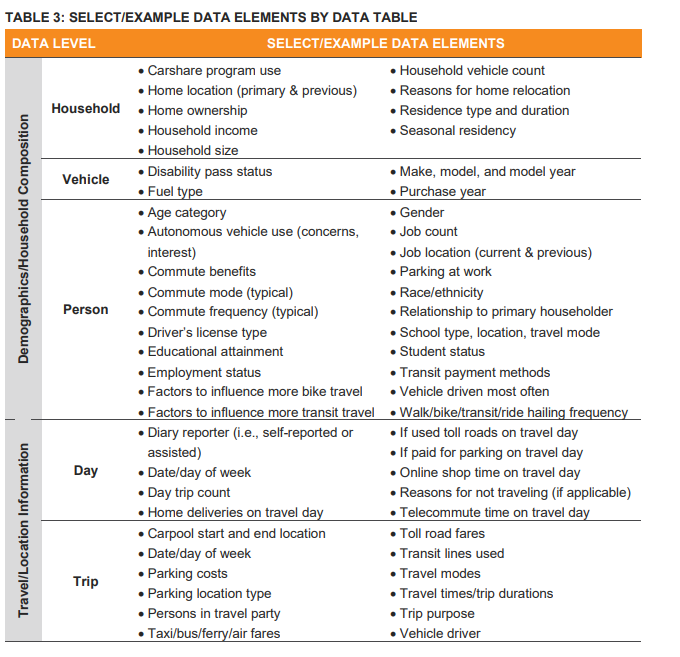 TABLE 3: SELECT/EXAMPLE DATA ELEMENTS BY DATA TABLE
DATA LEVEL
SELECT/EXAMPLE DATA ELEMENTS
Demographics/Household Composition
Household
• Carshare program use
• Home location (primary & previous)
• Home ownership
• Household income
• Household size
• Household vehicle count
• Reasons for home relocation
• Residence type and duration
• Seasonal residency
Vehicle
• Disability pass status
• Fuel type
• Make, model, and model year
• Purchase year
Person
• Age category
• Autonomous vehicle use (concerns,
interest)
• Commute benefits
• Commute mode (typical)
• Commute frequency (typical)
• Driver's license type
• Educational attainment
• Employment status
• Factors to influence more bike travel
• Factors to influence more transit travel
• Gender
• Job count
• Job location (current & previous)
• Parking at work
• Race/ethnicity
• Relationship to primary householder
• School type, location, travel mode
• Student status
• Transit payment methods
• Vehicle driven most often
• Walk/bike/transit/ride hailing frequency
Travel/Location Information
Day
• Diary reporter (i.e., self-reported or
assisted)
• Date/day of week
• Day trip count
• Home deliveries on travel day
• If used toll roads on travel day
• If paid for parking on travel day
• Online shop time on travel day
• Reasons for not traveling (if applicable)
• Telecommute time on travel day
Trip
• Carpool start and end location
• Date/day of week
• Parking costs
• Parking location type
• Persons in travel party
• Taxi/bus/ferry/air fares
• Toll road fares
• Transit lines used
• Travel modes
• Travel times/trip durations
• Trip purpose
• Vehicle driver